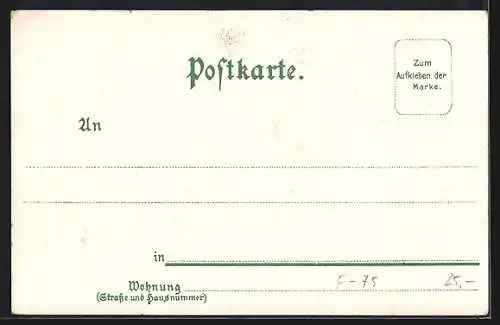 Postkarte.
Zum
Aufkleben der
Marke.
An
in
Wohnung
(Straße und Hausnummer)
F-75 25,-